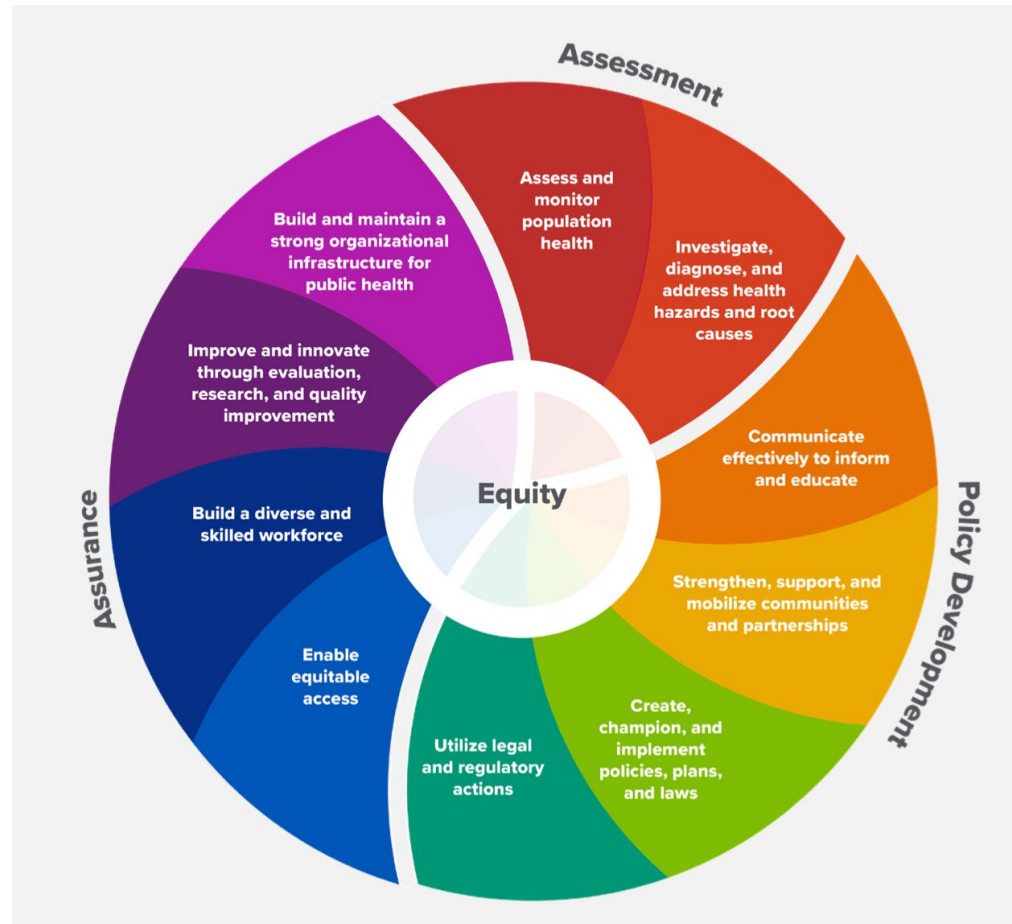 Assessment
Assess and
monitor
population
health
Investigate,
diagnose, and
address health
hazards and root
causes
Communicate
effectively to inform
and educate
Strengthen, support, and
mobilize communities
and partnerships
Policy Development
Create,
champion, and
implement
policies, plans,
and laws
Utilize legal
and regulatory
actions
Enable
equitable
access
Build a diverse and
skilled workforce
Assurance
Improve and innovate
through evaluation,
research, and quality
improvement
Build and maintain a
strong organizational
infrastructure for
public health
Equity